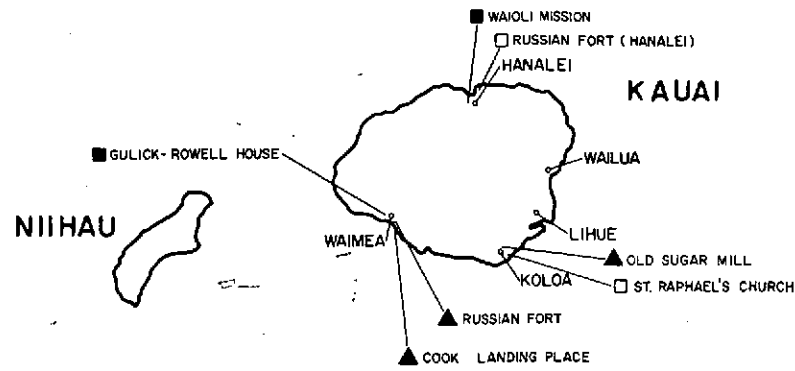 WAIOLI MISSION
RUSSIAN FORT (HANALEI)
HANALEI
KAUAI
GULICK-ROWELL HOUSE
WAILUA
NIIHAU
WAIMEA
LIHUE
OLD SUGAR MILL
KOLOA
ST. RAPHAEL'S CHURCH
RUSSIAN FORT
COOK LANDING PLACE